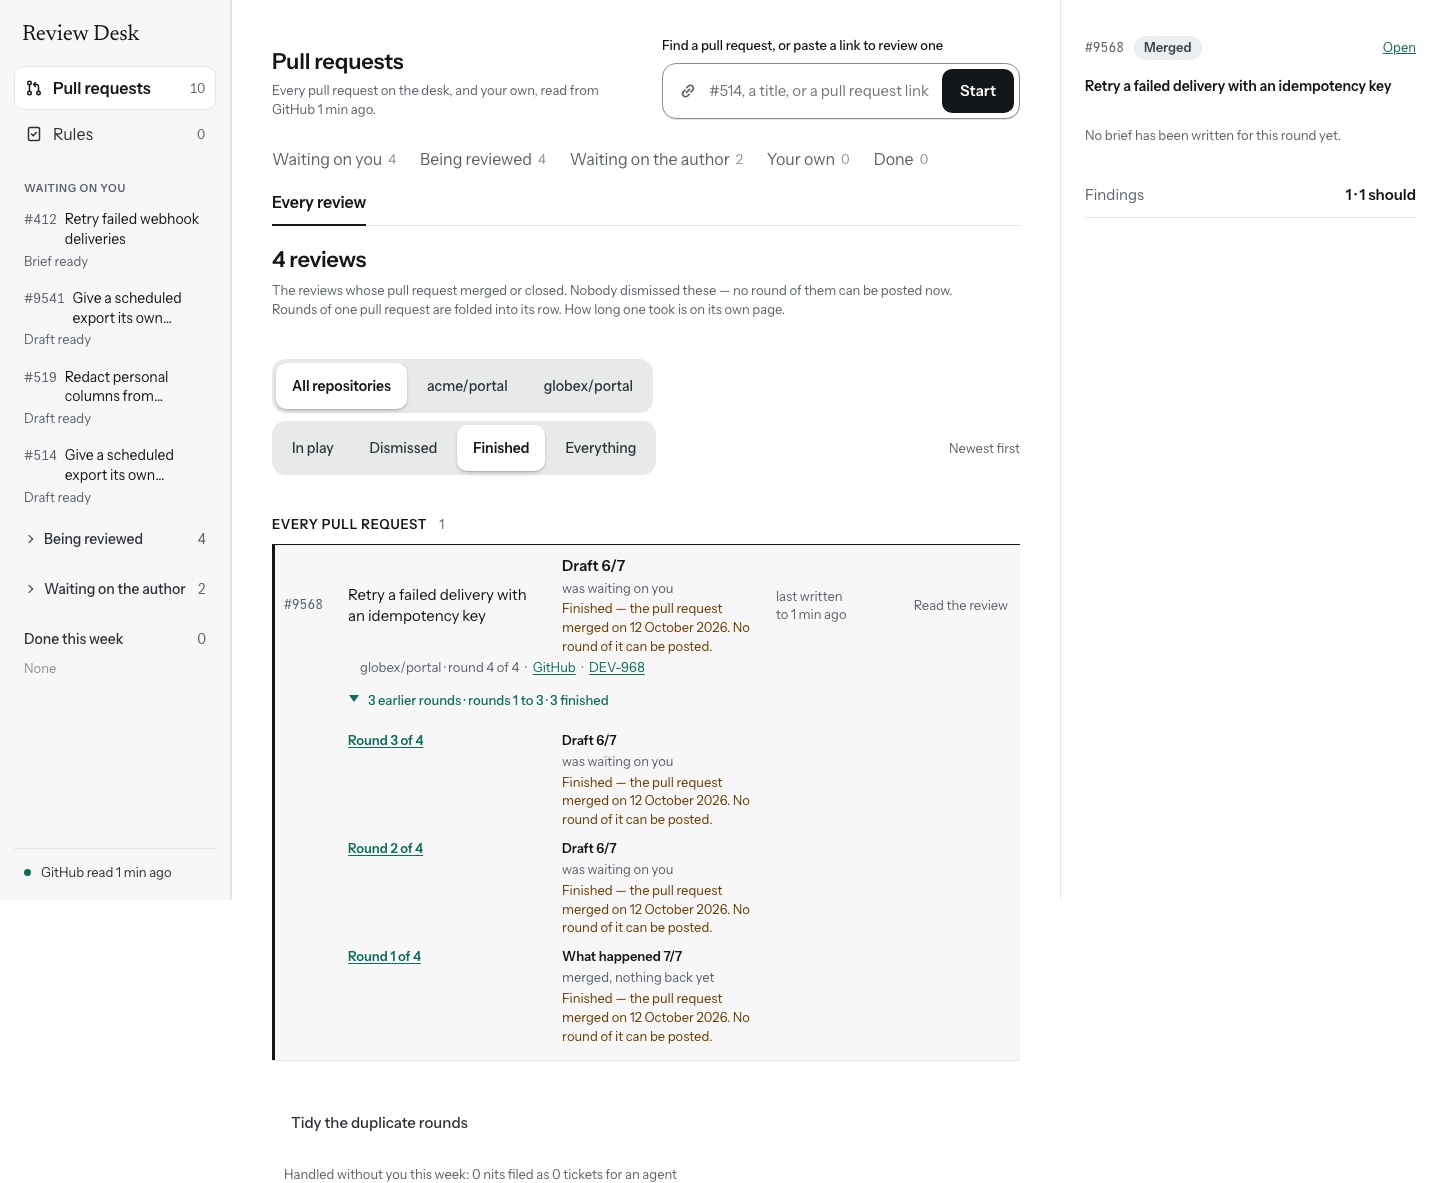 Review Desk
Pull requests 10
Rules 0
WAITING ON YOU
#412 Retry failed webhook
deliveries
Brief ready
#9541 Give a scheduled
export its own...
Draft ready
#519 Redact personal
columns from...
Draft ready
#514 Give a scheduled
export its own...
Draft ready
Being reviewed 4
Waiting on the author 2
Done this week 0
None
GitHub read 1 min ago
Pull requests
Every pull request on the desk, and your own, read from
GitHub 1 min ago.
Find a pull request, or paste a link to review one
#514, a title, or a pull request link Start
Waiting on you 4 Being reviewed 4 Waiting on the author 2 Your own 0 Done 0
Every review
4 reviews
The reviews whose pull request merged or closed. Nobody dismissed these — no round of them can be posted now.
Rounds of one pull request are folded into its row. How long one took is on its own page.
All repositories acme/portal globex/portal
In play Dismissed Finished Everything Newest first
EVERY PULL REQUEST 1
#9568
Retry a failed delivery with
an idempotency key
Draft 6/7
was waiting on you
Finished — the pull request
merged on 12 October 2026. No
round of it can be posted.
last written
to 1 min ago
Read the review
globex/portal · round 4 of 4 · GitHub · DEV-968
3 earlier rounds · rounds 1 to 3 · 3 finished
Round 3 of 4
Draft 6/7
was waiting on you
Finished — the pull request
merged on 12 October 2026. No
round of it can be posted.
Round 2 of 4
Draft 6/7
was waiting on you
Finished — the pull request
merged on 12 October 2026. No
round of it can be posted.
Round 1 of 4
What happened 7/7
merged, nothing back yet
Finished — the pull request
merged on 12 October 2026. No
round of it can be posted.
Tidy the duplicate rounds
Handled without you this week: 0 nits filed as 0 tickets for an agent
#9568 Merged Open
Retry a failed delivery with an idempotency key
No brief has been written for this round yet.
Findings 1 · 1 should